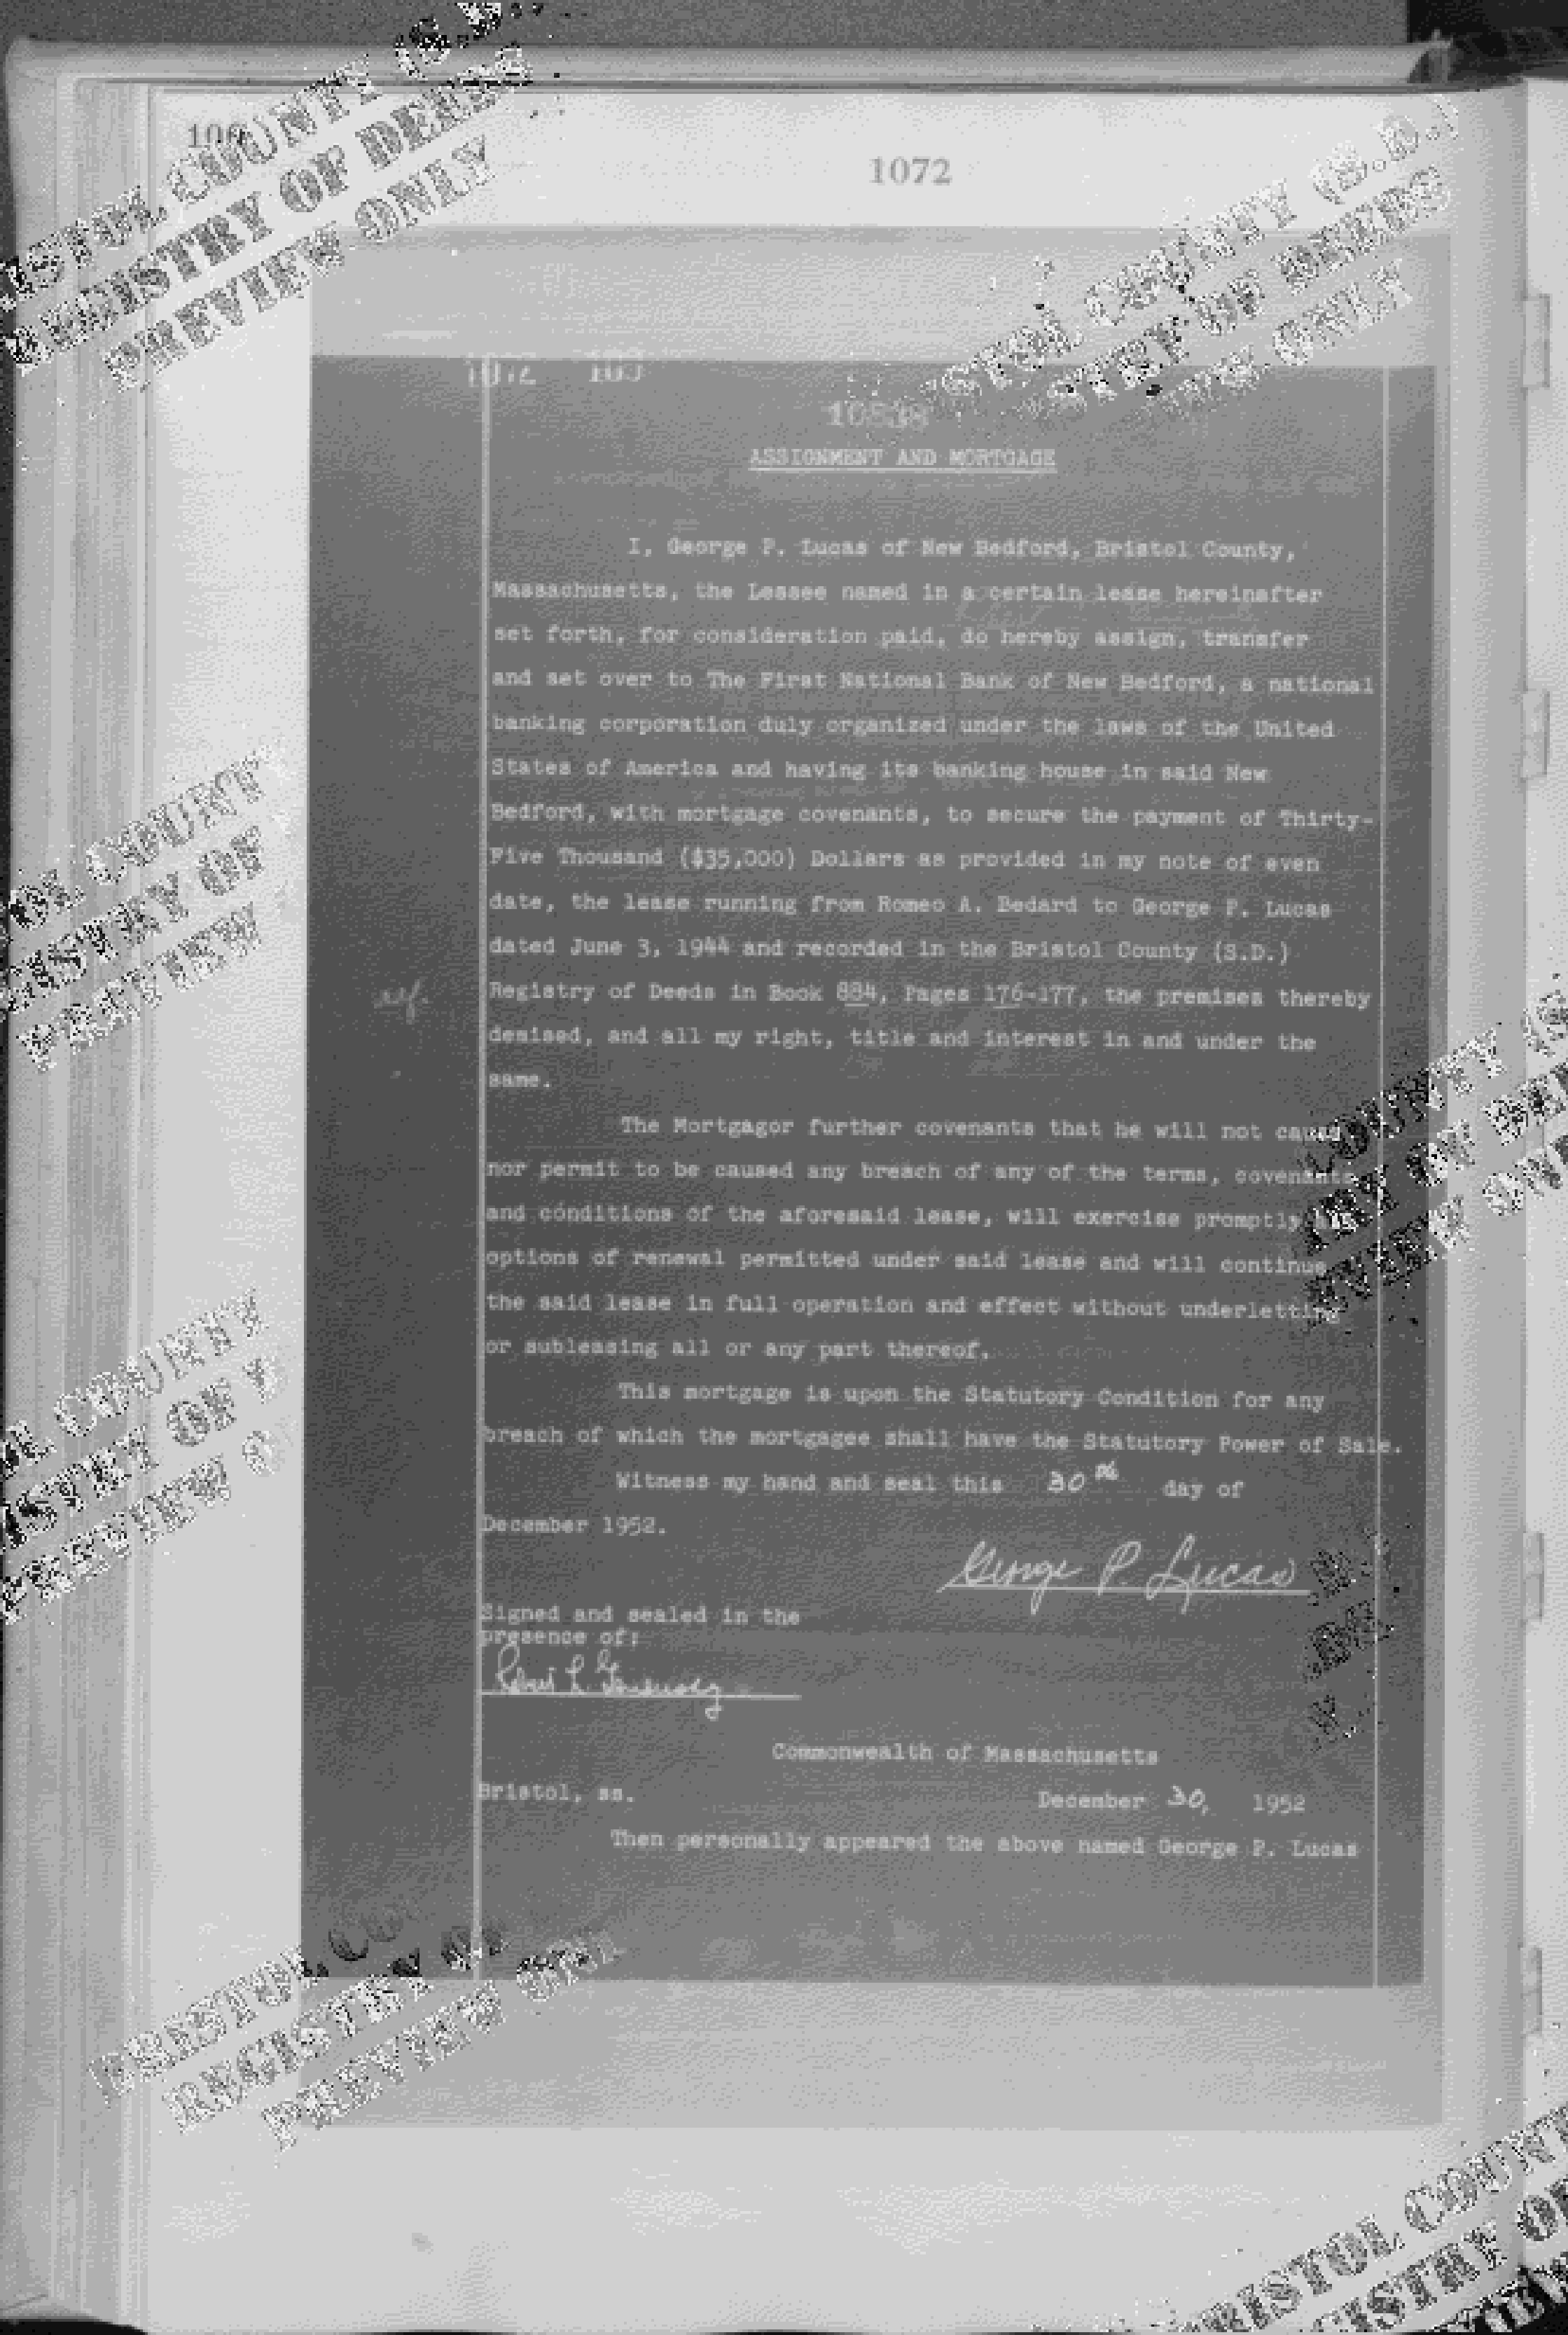 1072
1072 103
ASSIGNMENT AND MORTGAGE
I, George P. Lucas of New Bedford, Bristol County,
Massachusetts, the Lessee named in a certain lease hereinafter
set forth, for consideration paid, do hereby assign, transfer
and set over to The First National Bank of New Bedford, a national
banking corporation duly organized under the laws of the United
States of America and having its banking house in said New
Bedford, with mortgage covenants, to secure the payment of Thirty-
Five Thousand ($35,000) Dollars as provided in my note of even
date, the lease running from Romeo A. Bedard to George P. Lucas
dated June 3, 1944 and recorded in the Bristol County (S.D.)
Registry of Deeds in Book 884, Pages 176-177, the premises thereby
demised, and all my right, title and interest in and under the
same.
The Mortgagor further covenants that he will not cause
nor permit to be caused any breach of any of the terms, covenants
and conditions of the aforesaid lease, will exercise promptly
options of renewal permitted under said lease and will continue
the said lease in full operation and effect without underletting
or subleasing all or any part thereof.
This mortgage is upon the Statutory Condition for any
breach of which the mortgagee shall have the Statutory Power of Sale.
Witness my hand and seal this 30th day of
December 1952.
George P. Lucas
Signed and sealed in the
presence of:
Commonwealth of Massachusetts
Bristol, ss. December 30, 1952
Then personally appeared the above named George P. Lucas
BRISTOL COUNTY (S.D.)
REGISTRY OF DEEDS
PREVIEW ONLY